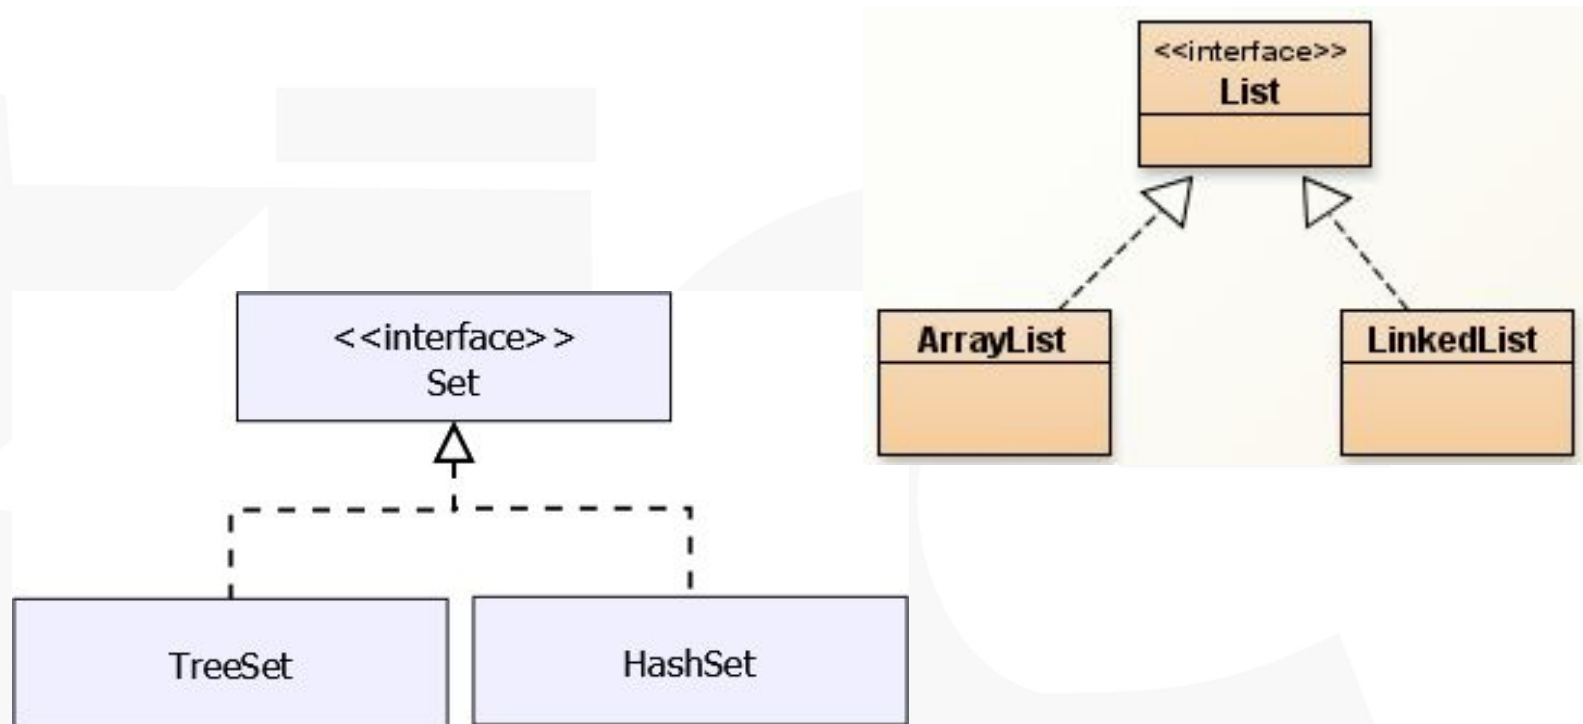 <<interface>>
List
ArrayList
LinkedList
<<interface>>
Set
TreeSet
HashSet